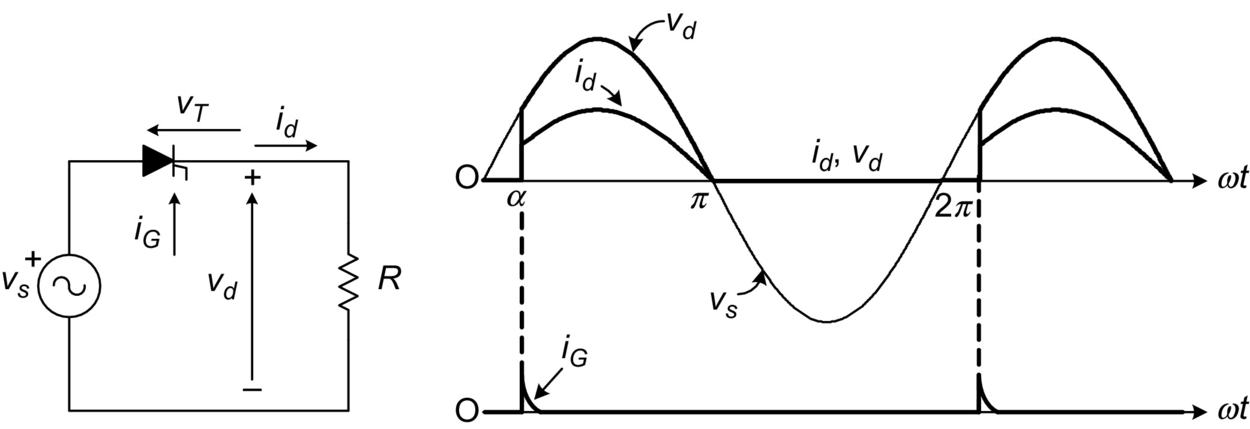 v_T
i_d
+
i_G
v_s
+
v_d
R
−
v_d
i_d
O
α
π
i_d, v_d
2π
ωt
v_s
i_G
O
ωt